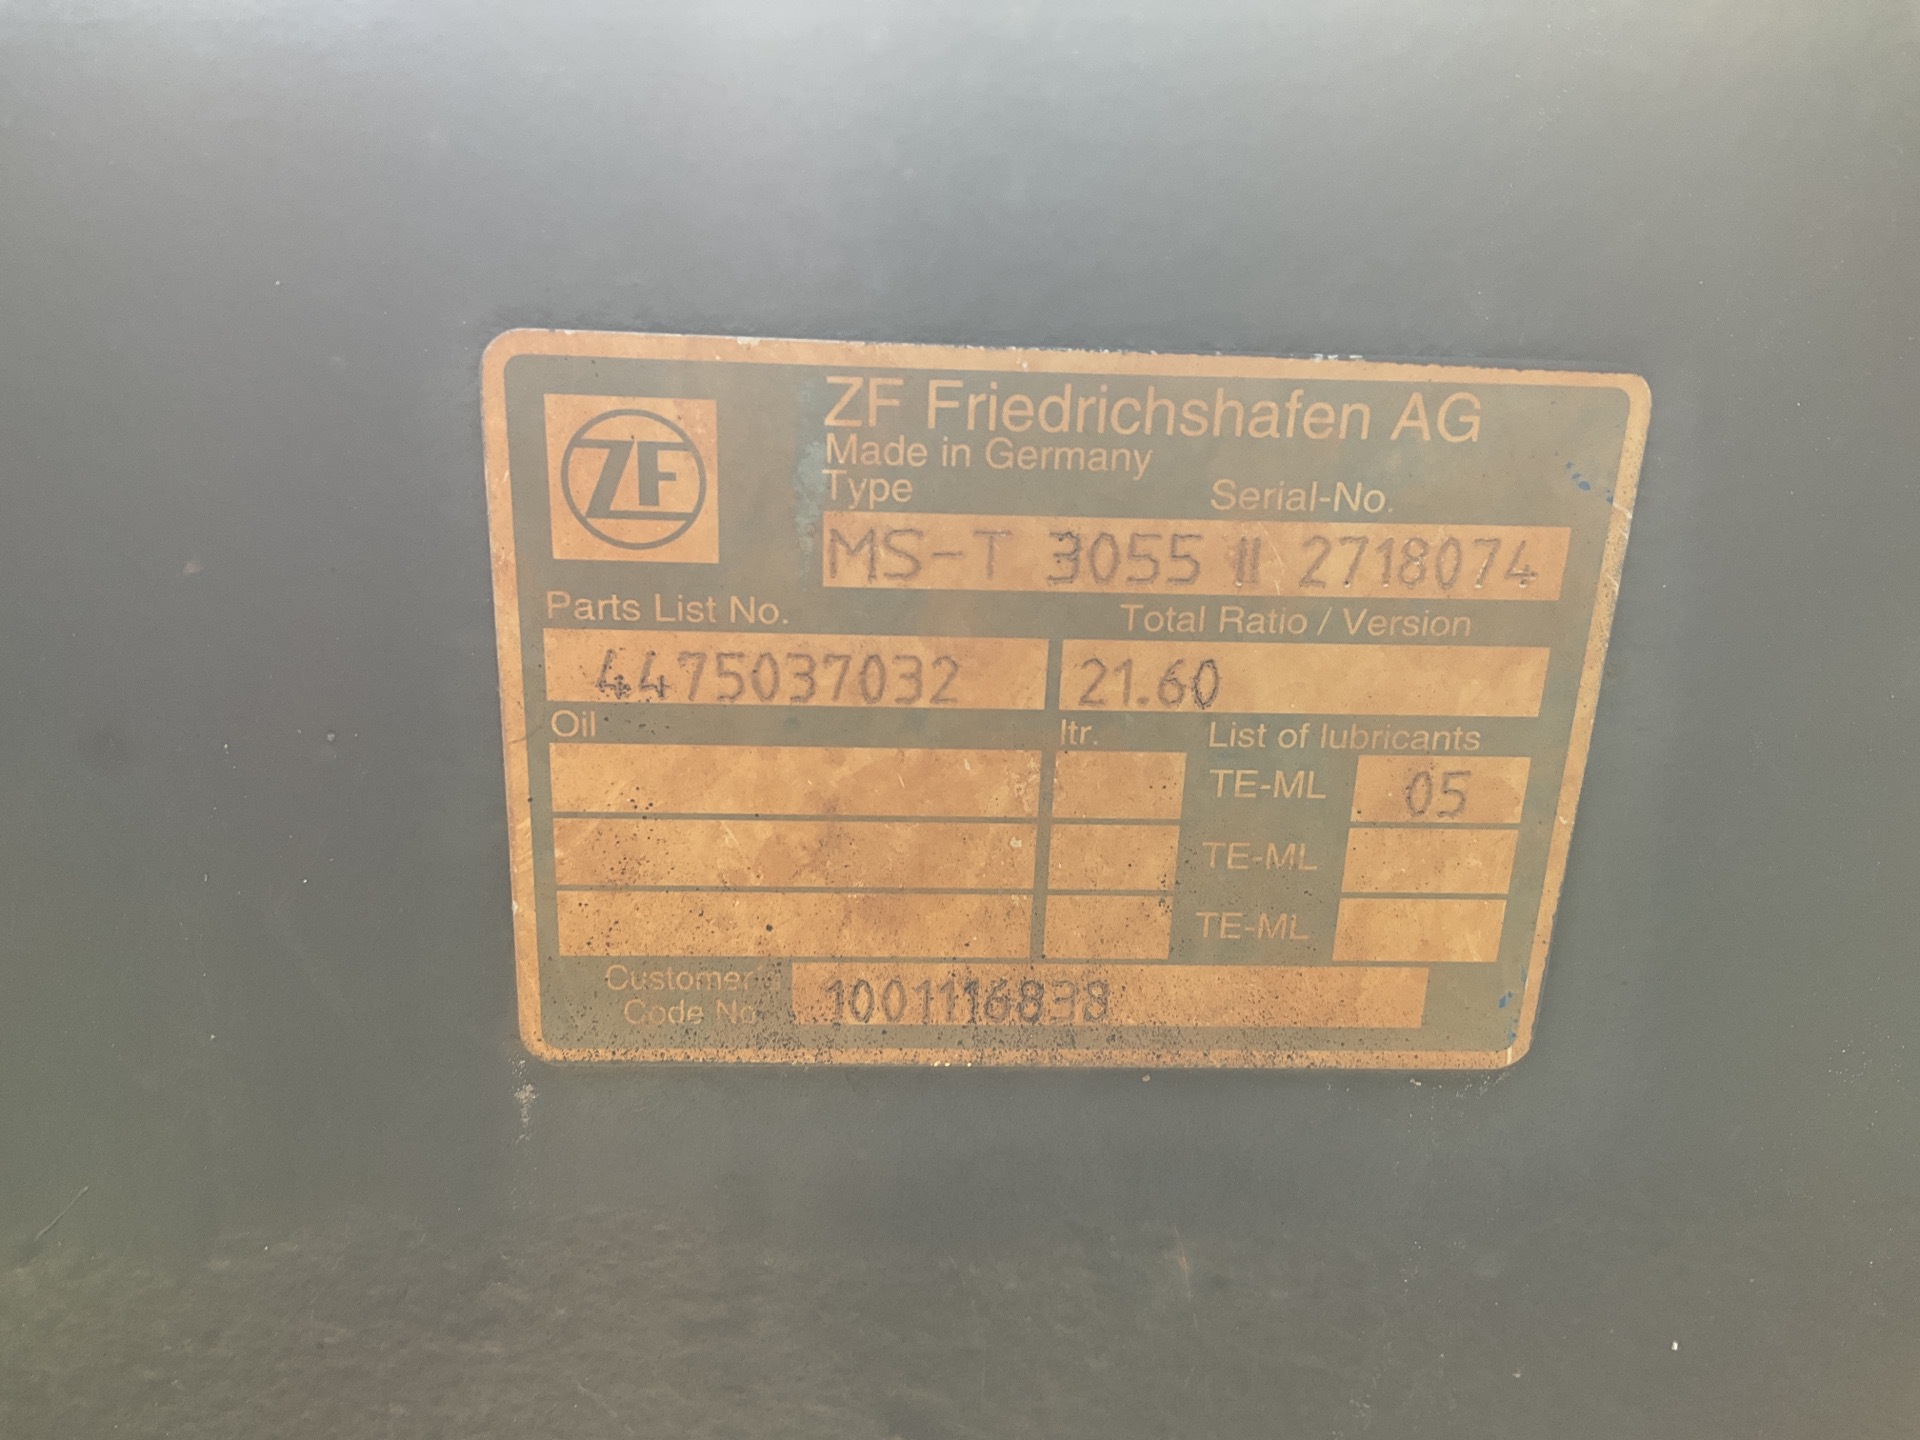 ZF
ZF Friedrichshafen AG
Made in Germany
Type Serial-No.
MS-T 3055 II 2718074
Parts List No. Total Ratio / Version
4475037032 21.60
Oil ltr. List of lubricants
TE-ML 05
TE-ML
TE-ML
Customer
Code No. 1001116838